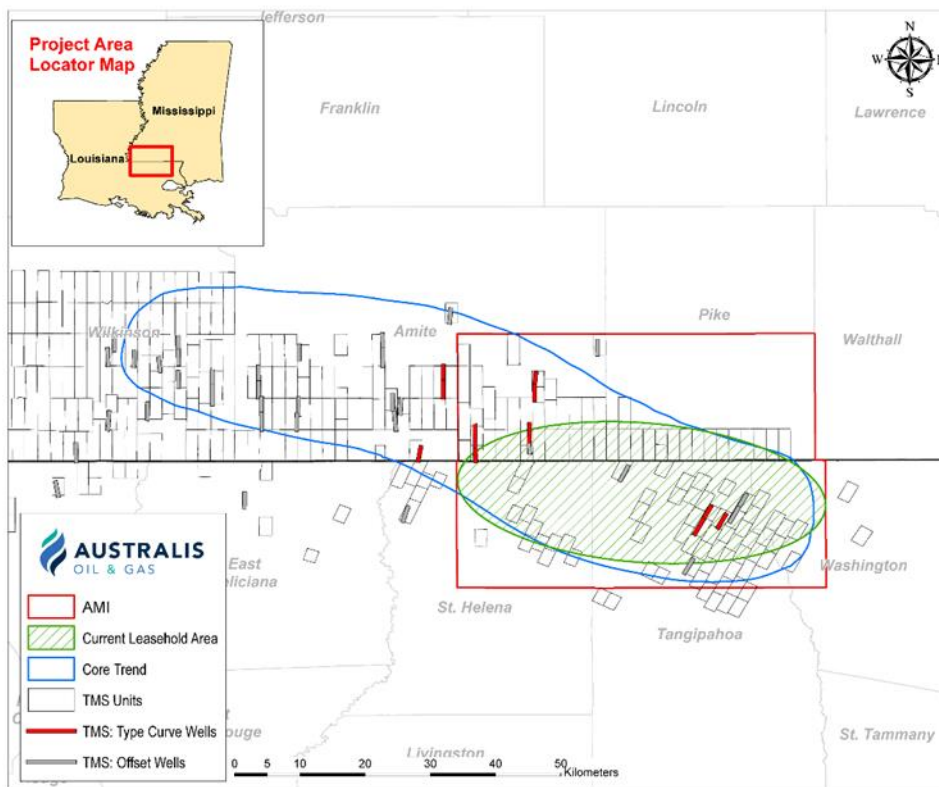 Jefferson
Project Area
Locator Map
Mississippi
Louisiana
N
W
S
Franklin
Lincoln
Lawrence
Wilkinson
Amite
Pike
Walthall
East
eliciana
St. Helena
Washington
Tangipahoa
AUSTRALIS
OIL & GAS
AMI
Current Leasehold Area
Core Trend
TMS Units
TMS: Type Curve Wells
TMS: Offset Wells
ouge
Livingston
St. Tammany
0 5 10 20 30 40 50
Kilometers